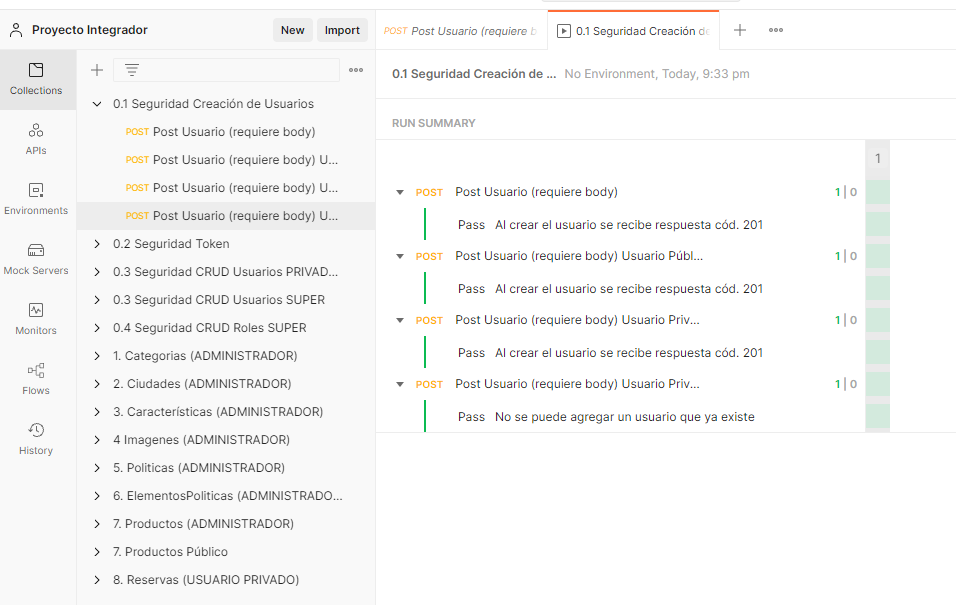 Proyecto Integrador
New
Import
POST Post Usuario (requiere b
0.1 Seguridad Creación de
Collections
APIs
Environments
Mock Servers
Monitors
Flows
History
0.1 Seguridad Creación de Usuarios
POST Post Usuario (requiere body)
POST Post Usuario (requiere body) U...
POST Post Usuario (requiere body) U...
POST Post Usuario (requiere body) U...
0.2 Seguridad Token
0.3 Seguridad CRUD Usuarios PRIVAD...
0.3 Seguridad CRUD Usuarios SUPER
0.4 Seguridad CRUD Roles SUPER
1. Categorias (ADMINISTRADOR)
2. Ciudades (ADMINISTRADOR)
3. Características (ADMINISTRADOR)
4 Imagenes (ADMINISTRADOR)
5. Politicas (ADMINISTRADOR)
6. ElementosPoliticas (ADMINISTRADO...
7. Productos (ADMINISTRADOR)
7. Productos Público
8. Reservas (USUARIO PRIVADO)
0.1 Seguridad Creación de ... No Environment, Today, 9:33 pm
RUN SUMMARY
1
POST Post Usuario (requiere body) 1 | 0
Pass Al crear el usuario se recibe respuesta cód. 201
POST Post Usuario (requiere body) Usuario Públ... 1 | 0
Pass Al crear el usuario se recibe respuesta cód. 201
POST Post Usuario (requiere body) Usuario Priv... 1 | 0
Pass Al crear el usuario se recibe respuesta cód. 201
POST Post Usuario (requiere body) Usuario Priv... 1 | 0
Pass No se puede agregar un usuario que ya existe